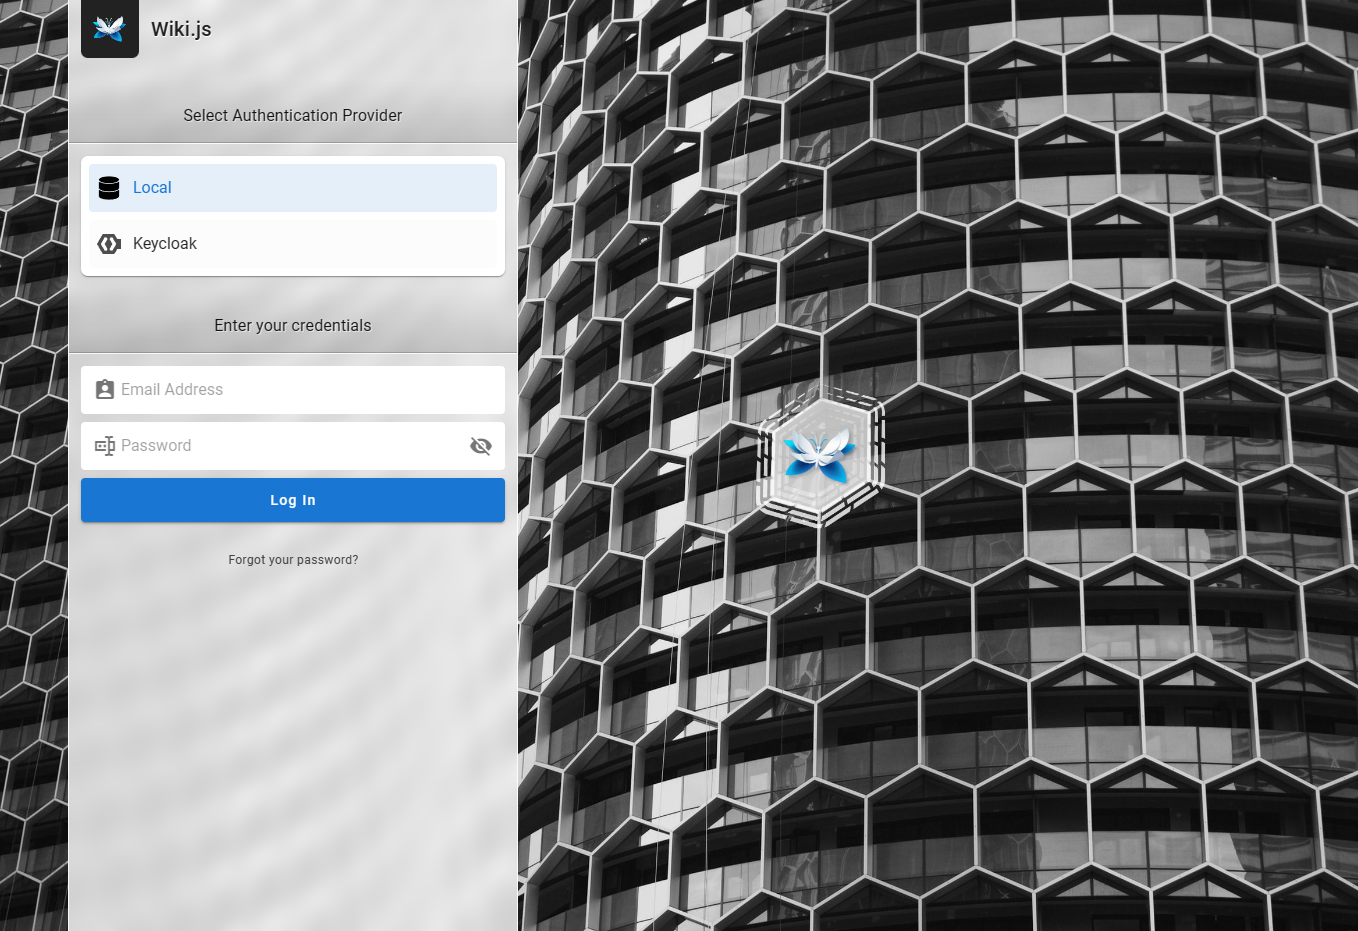 Wiki.js
Select Authentication Provider
Local
Keycloak
Enter your credentials
Email Address
Password
Log In
Forgot your password?